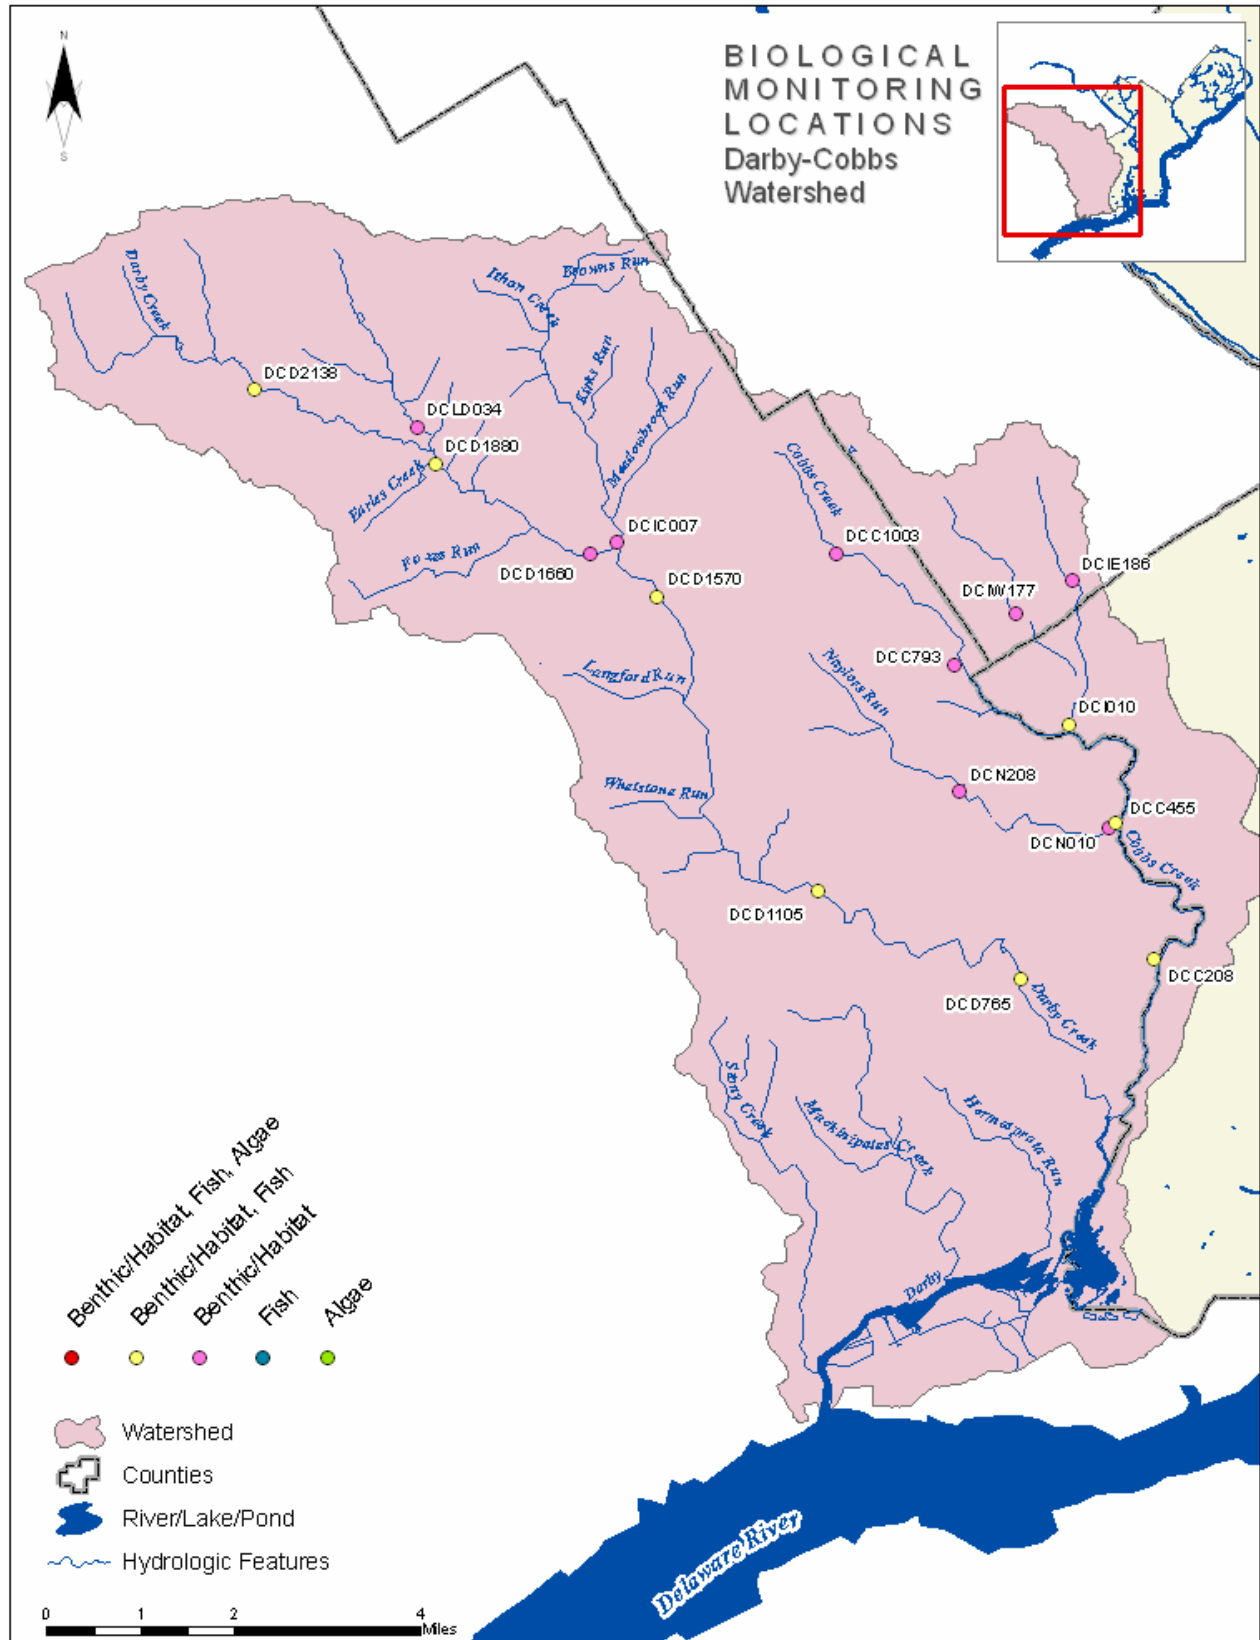 N
S
BIOLOGICAL
MONITORING
LOCATIONS
Darby-Cobbs
Watershed
Darby Creek
Ithan Creek
Browns Run
Kirks Run
Meadowbrook Run
DCD2138
DCLD034
DCD1880
Earles Creek
Cobbs Creek
DCIC007
DCC1003
Foxes Run
DCD1660
DCD1570
DCIE186
DCIW177
DCC793
Naylors Run
Langford Run
DCI010
Whetstone Run
DCN208
DCC455
DCN010
Cobbs Creek
DCD1105
DCC208
DCD765
Darby Creek
Stony Creek
Muckinipates Creek
Hermesprota Run
Darby
Benthic/Habitat, Fish, Algae
Benthic/Habitat, Fish
Benthic/Habitat
Fish
Algae
Watershed
Counties
River/Lake/Pond
Hydrologic Features
Delaware River
0 1 2 4
Miles